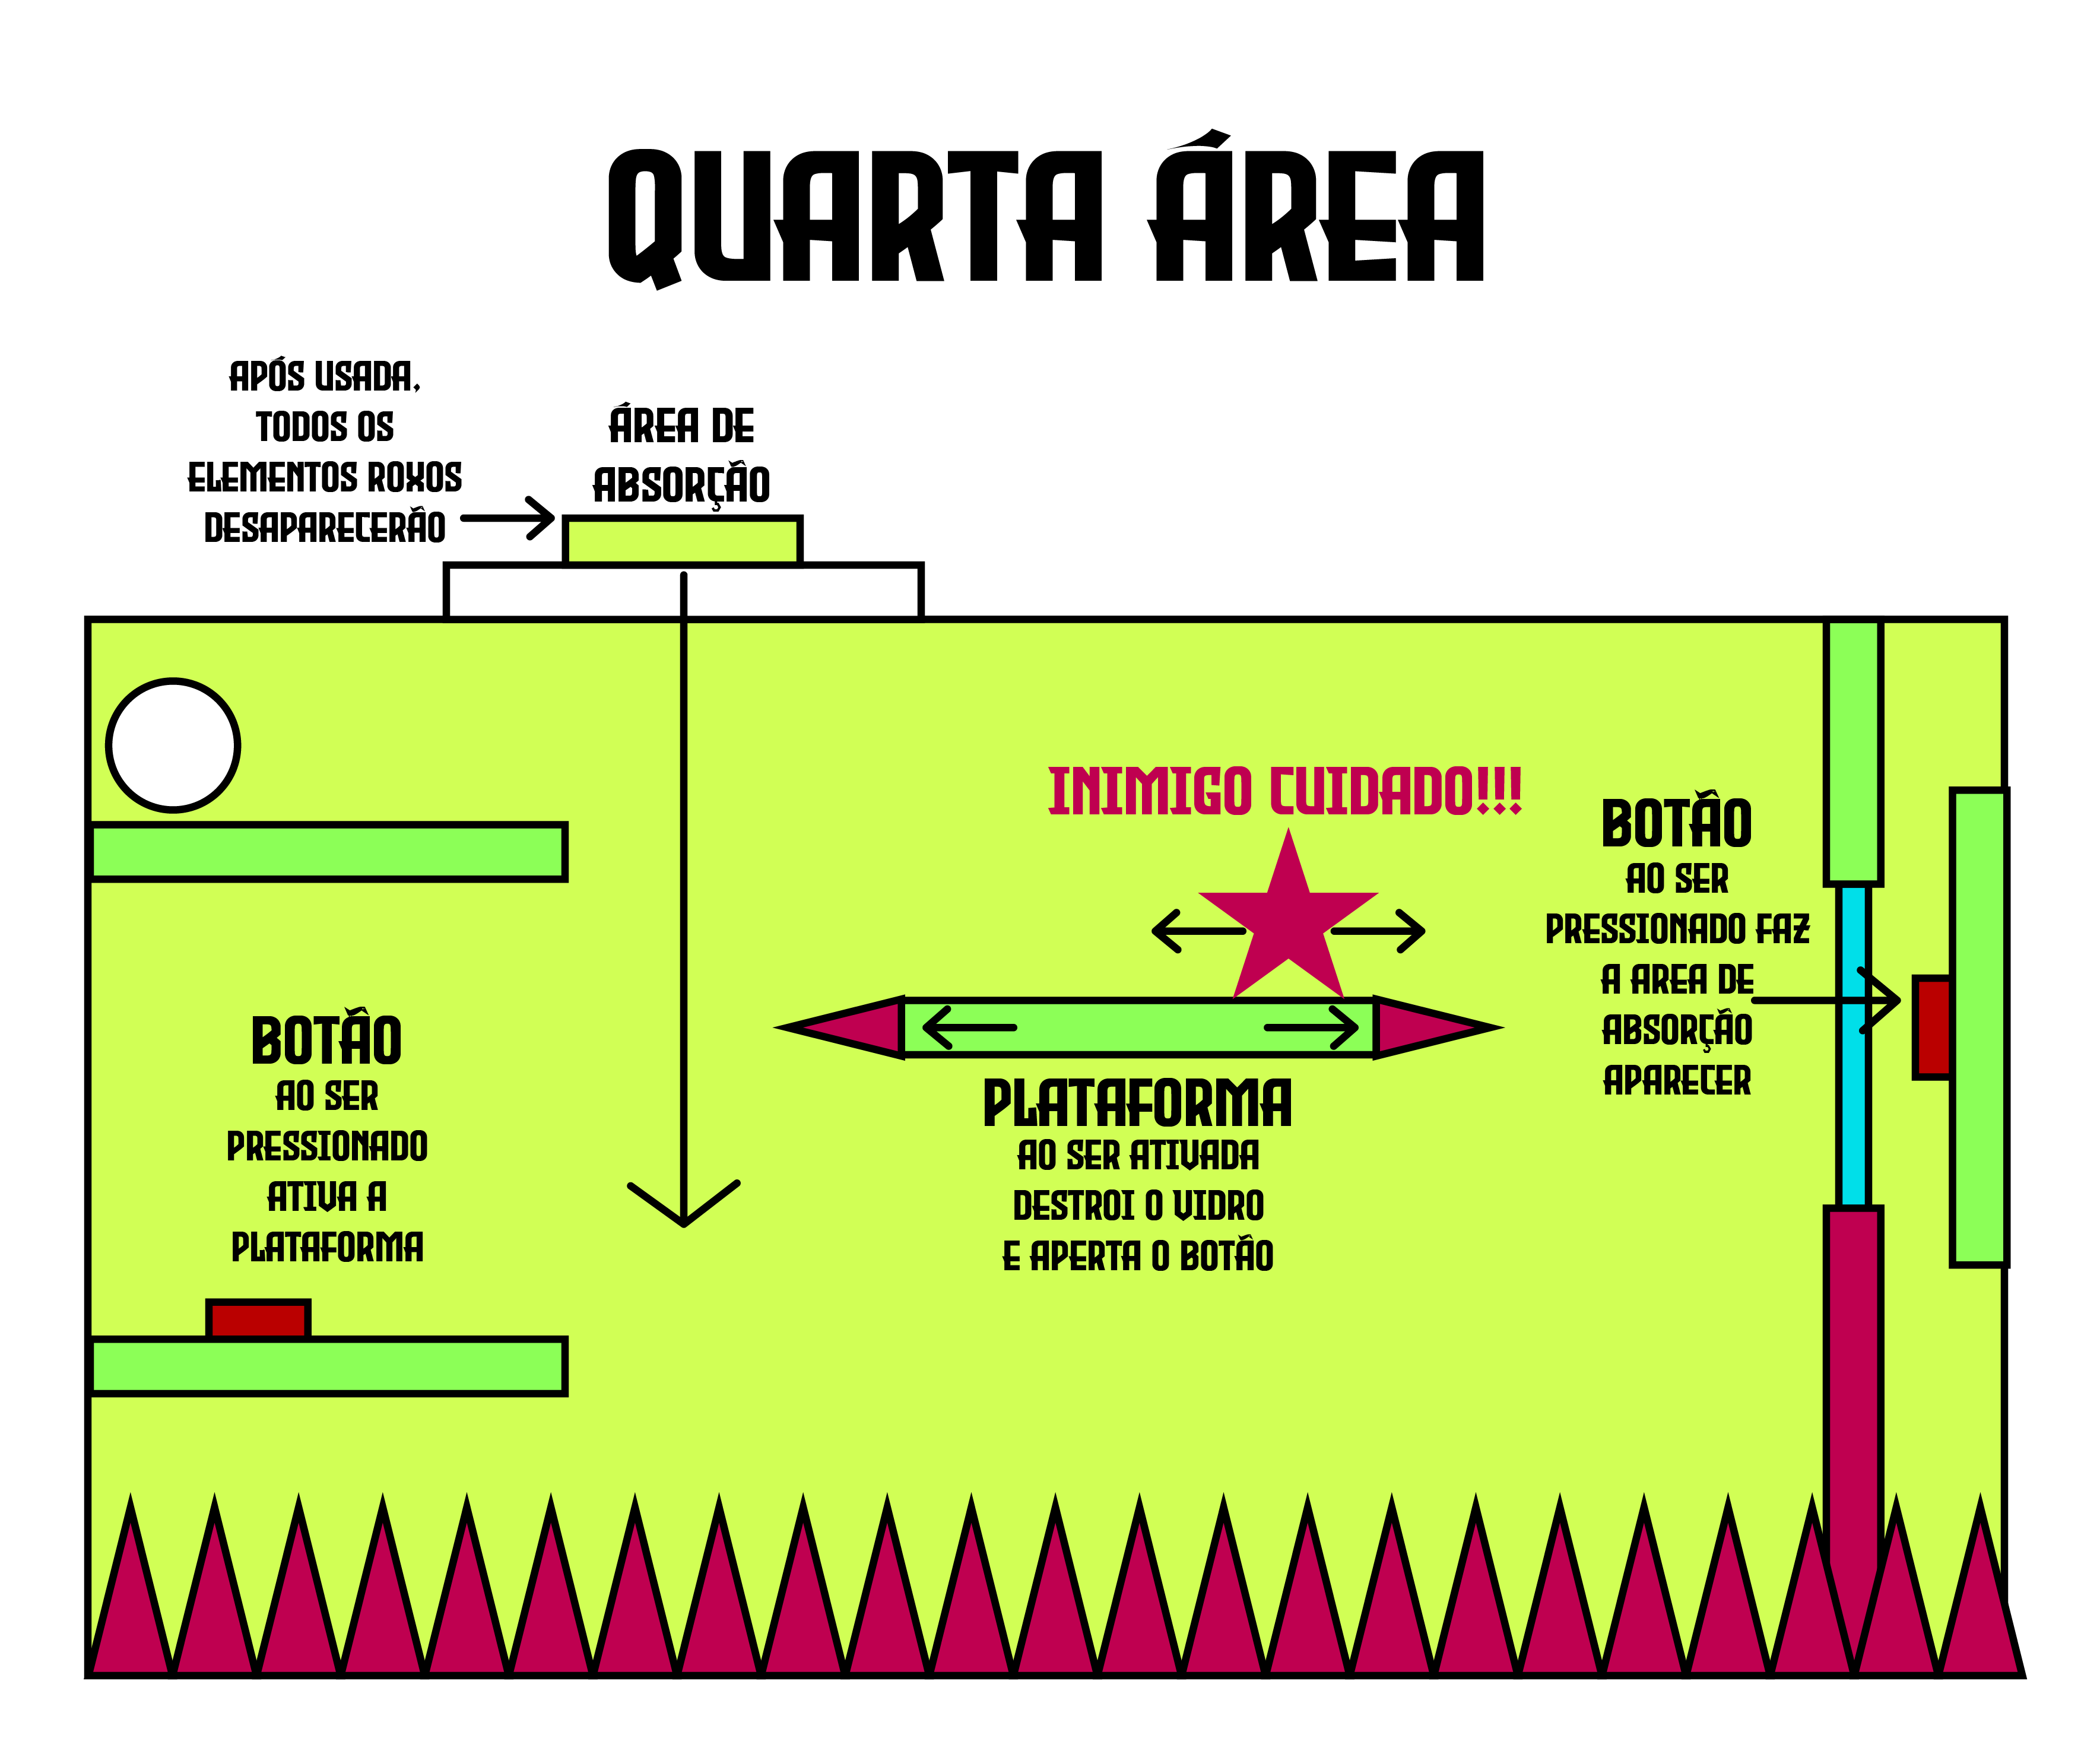 QUARTA ÁREA
APÓS USADA,
TODOS OS
ELEMENTOS ROXOS
DESAPARECERÃO
ÁREA DE
ABSORÇÃO
INIMIGO CUIDADO!!!
BOTÃO
AO SER
PRESSIONADO FAZ
A AREA DE
ABSORÇÃO
APARECER
BOTÃO
AO SER
PRESSIONADO
ATIVA A
PLATAFORMA
PLATAFORMA
AO SER ATIVADA
DESTROI O VIDRO
E APERTA O BOTÃO